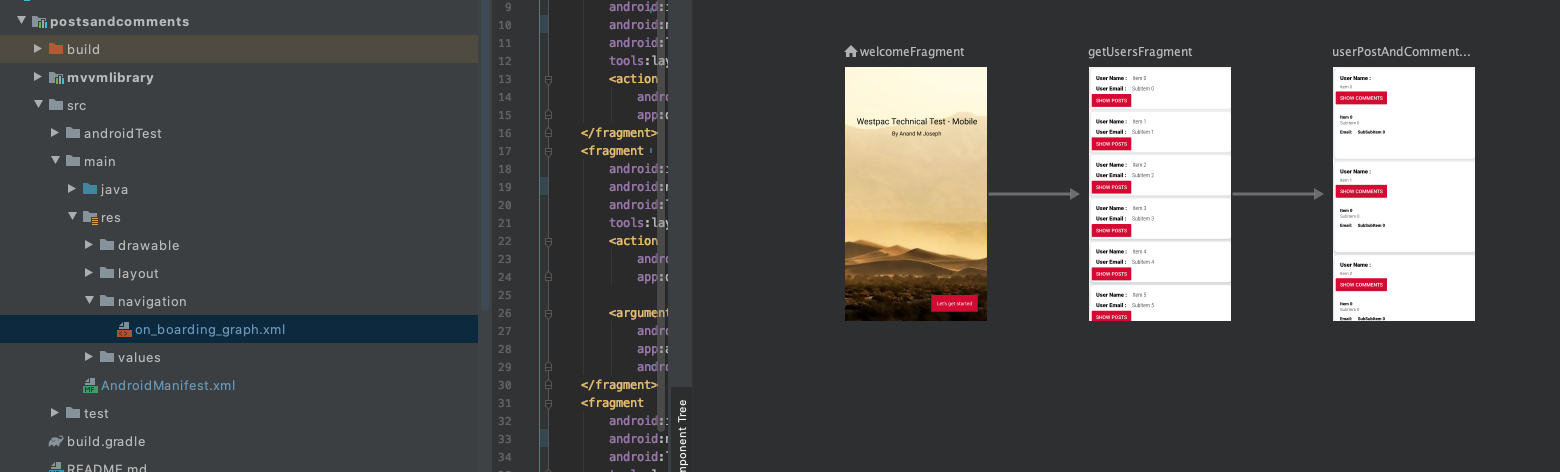 postsandcomments
build
mvvmlibrary
src
androidTest
main
java
res
drawable
layout
navigation
on_boarding_graph.xml
values
AndroidManifest.xml
test
build.gradle
README.md
9 android:i
10 android:n
11 android:l
12 tools:lay
13 <action
14 andro
15 app:d
16 </fragment>
17 <fragment
18 android:i
19 android:n
20 android:l
21 tools:lay
22 <action
23 andro
24 app:d
25
26 <argument
27 andro
28 app:a
29 andro
30 </fragment>
31 <fragment
32 android:i
33 android:n
34 android:l
mponent Tree
welcomeFragment
Westpac Technical Test - Mobile
By Anand M Joseph
Let's get started
getUsersFragment
User Name : Item 0
User Email : Subitem 0
SHOW POSTS
User Name : Item 1
User Email : Subitem 1
SHOW POSTS
User Name : Item 2
User Email : Subitem 2
SHOW POSTS
User Name : Item 3
User Email : Subitem 3
SHOW POSTS
User Name : Item 4
User Email : Subitem 4
SHOW POSTS
User Name : Item 5
User Email : Subitem 5
SHOW POSTS
userPostAndComment...
User Name :
Item 0
SHOW COMMENTS
Item 0
Subitem 0
Email: SubSubItem 0
User Name :
Item 1
SHOW COMMENTS
Item 0
Subitem 0
Email: SubSubItem 0
User Name :
Item 2
SHOW COMMENTS
Item 0
Subitem 0
Email: SubSubItem 0